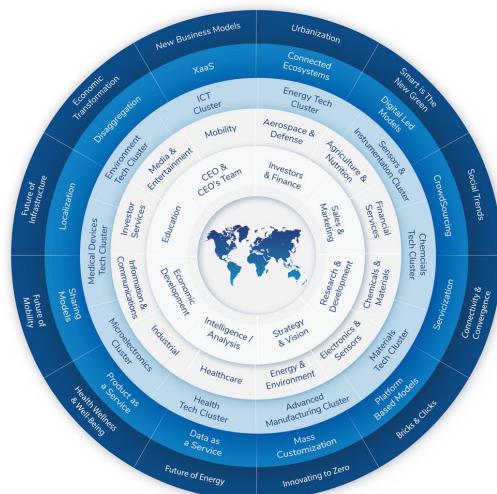 New Business Models
Urbanization
Smart is The
New Green
Social Trends
Connectivity &
Convergence
Bricks & Clicks
Innovating to Zero
Future of Energy
Health Wellness
& Well-Being
Future of
Mobility
Future of
Infrastructure
Economic
Transformation
XaaS
Connected
Ecosystems
Digital Led
Models
CrowdSourcing
Servicization
Platform
Based Models
Mass
Customization
Data as
a Service
Product as
a Service
Sharing
Models
Localization
Disaggregation
ICT
Cluster
Energy Tech
Cluster
Sensors &
Instrumentation Cluster
Chemcials
Tech Cluster
Materials
Tech Cluster
Advanced
Manufacturing Cluster
Health
Tech Cluster
Microelectronics
Cluster
Medical Devices
Tech Cluster
Environment
Tech Cluster
Mobility
Aerospace &
Defense
Agriculture &
Nutrition
Financial
Services
Chemicals &
Materials
Electronics &
Sensors
Energy &
Environment
Healthcare
Industrial
Information &
Communications
Investor
Services
Media &
Entertainment
CEO &
CEO's Team
Investors
& Finance
Sales &
Marketing
Research &
Development
Strategy
& Vision
Intelligence /
Analysis
Economic
Development
Education